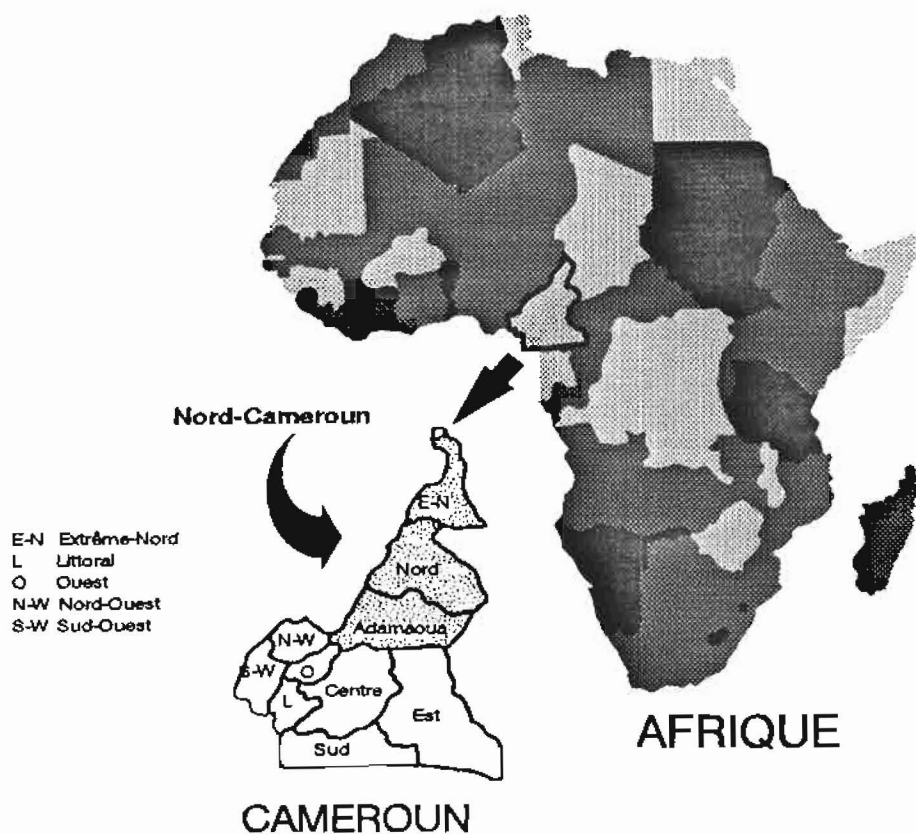 Nord-Cameroun
E-N Extrême-Nord
L Littoral
O Ouest
N-W Nord-Ouest
S-W Sud-Ouest
E-N
Nord
Adamaoua
N-W
S-W
O
L
Centre
Est
Sud
AFRIQUE
CAMEROUN